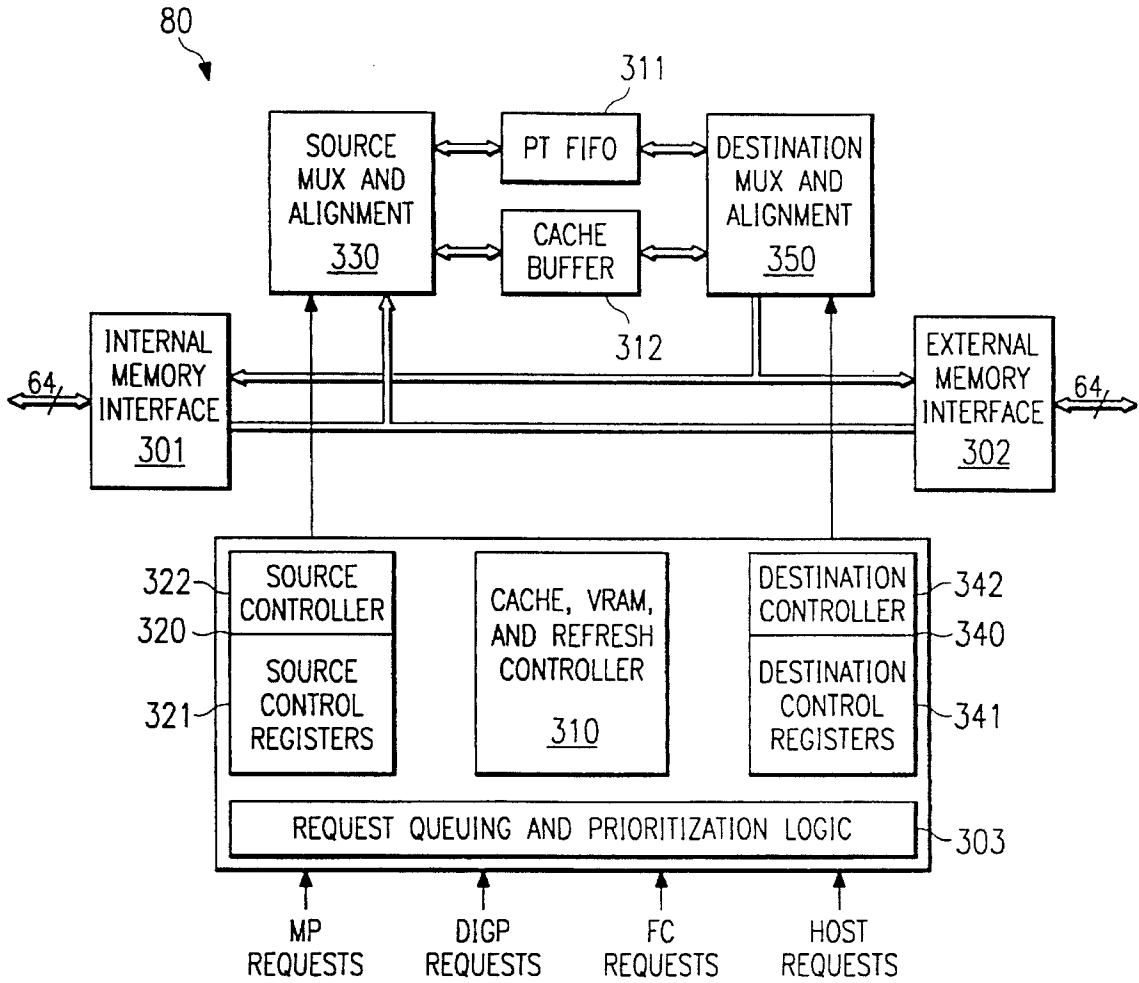 80
311
SOURCE
MUX AND
ALIGNMENT
330
PT FIFO
DESTINATION
MUX AND
ALIGNMENT
350
CACHE
BUFFER
312
INTERNAL
MEMORY
INTERFACE
301
64
EXTERNAL
MEMORY
INTERFACE
302
64
322
SOURCE
CONTROLLER
320
321
SOURCE
CONTROL
REGISTERS
CACHE, VRAM,
AND REFRESH
CONTROLLER
310
DESTINATION
CONTROLLER
342
340
DESTINATION
CONTROL
REGISTERS
341
REQUEST QUEUING AND PRIORITIZATION LOGIC
303
MP
REQUESTS
DIGP
REQUESTS
FC
REQUESTS
HOST
REQUESTS